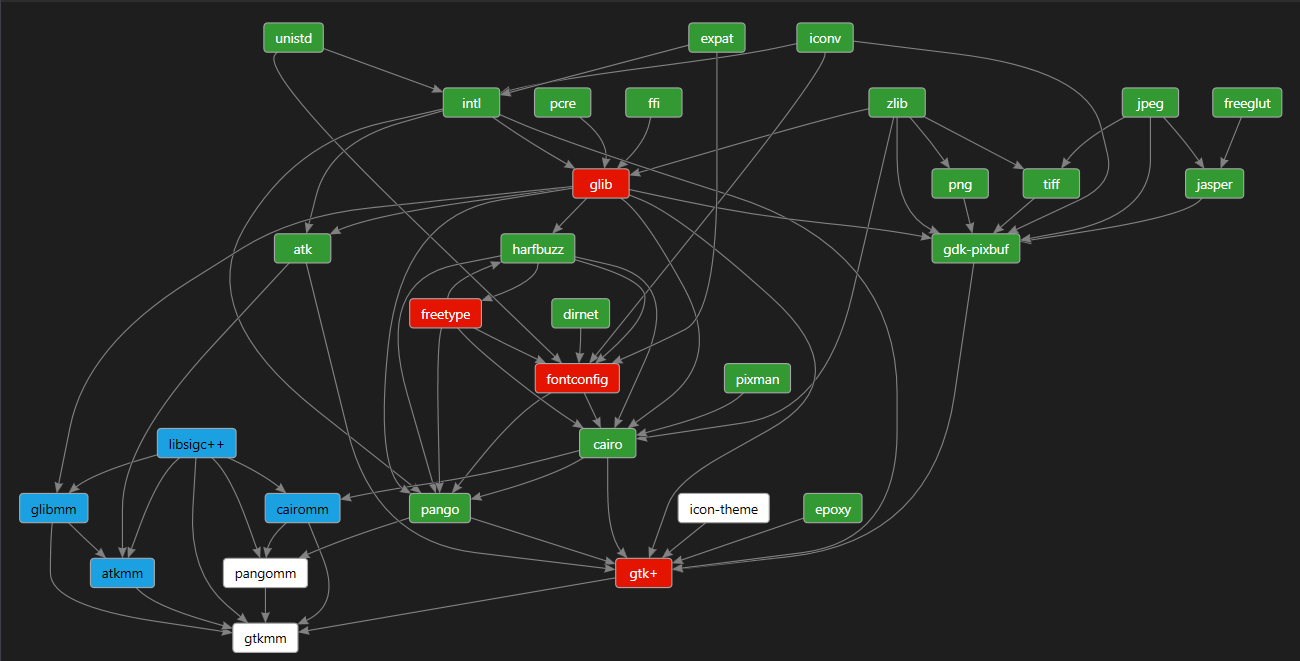 unistd
expat
iconv
intl
pcre
ffi
zlib
jpeg
freeglut
glib
png
tiff
jasper
atk
harfbuzz
gdk-pixbuf
freetype
dirnet
fontconfig
pixman
libsigc++
cairo
glibmm
cairomm
pango
icon-theme
epoxy
atkmm
pangomm
gtk+
gtkmm